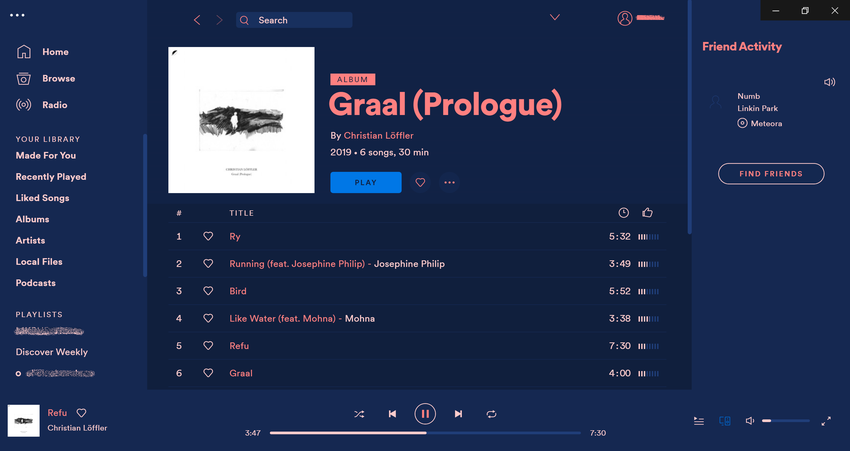 Search
Home
Browse
Radio
YOUR LIBRARY
Made For You
Recently Played
Liked Songs
Albums
Artists
Local Files
Podcasts
PLAYLISTS
Discover Weekly
CHRISTIAN LÖFFLER
Graal (Prologue)
ALBUM
Graal (Prologue)
By Christian Löffler
2019 • 6 songs, 30 min
PLAY
# TITLE
1 Ry 5:32
2 Running (feat. Josephine Philip) - Josephine Philip 3:49
3 Bird 5:52
4 Like Water (feat. Mohna) - Mohna 3:38
5 Refu 7:30
6 Graal 4:00
Friend Activity
Numb
Linkin Park
Meteora
FIND FRIENDS
Refu
Christian Löffler
3:47
7:30